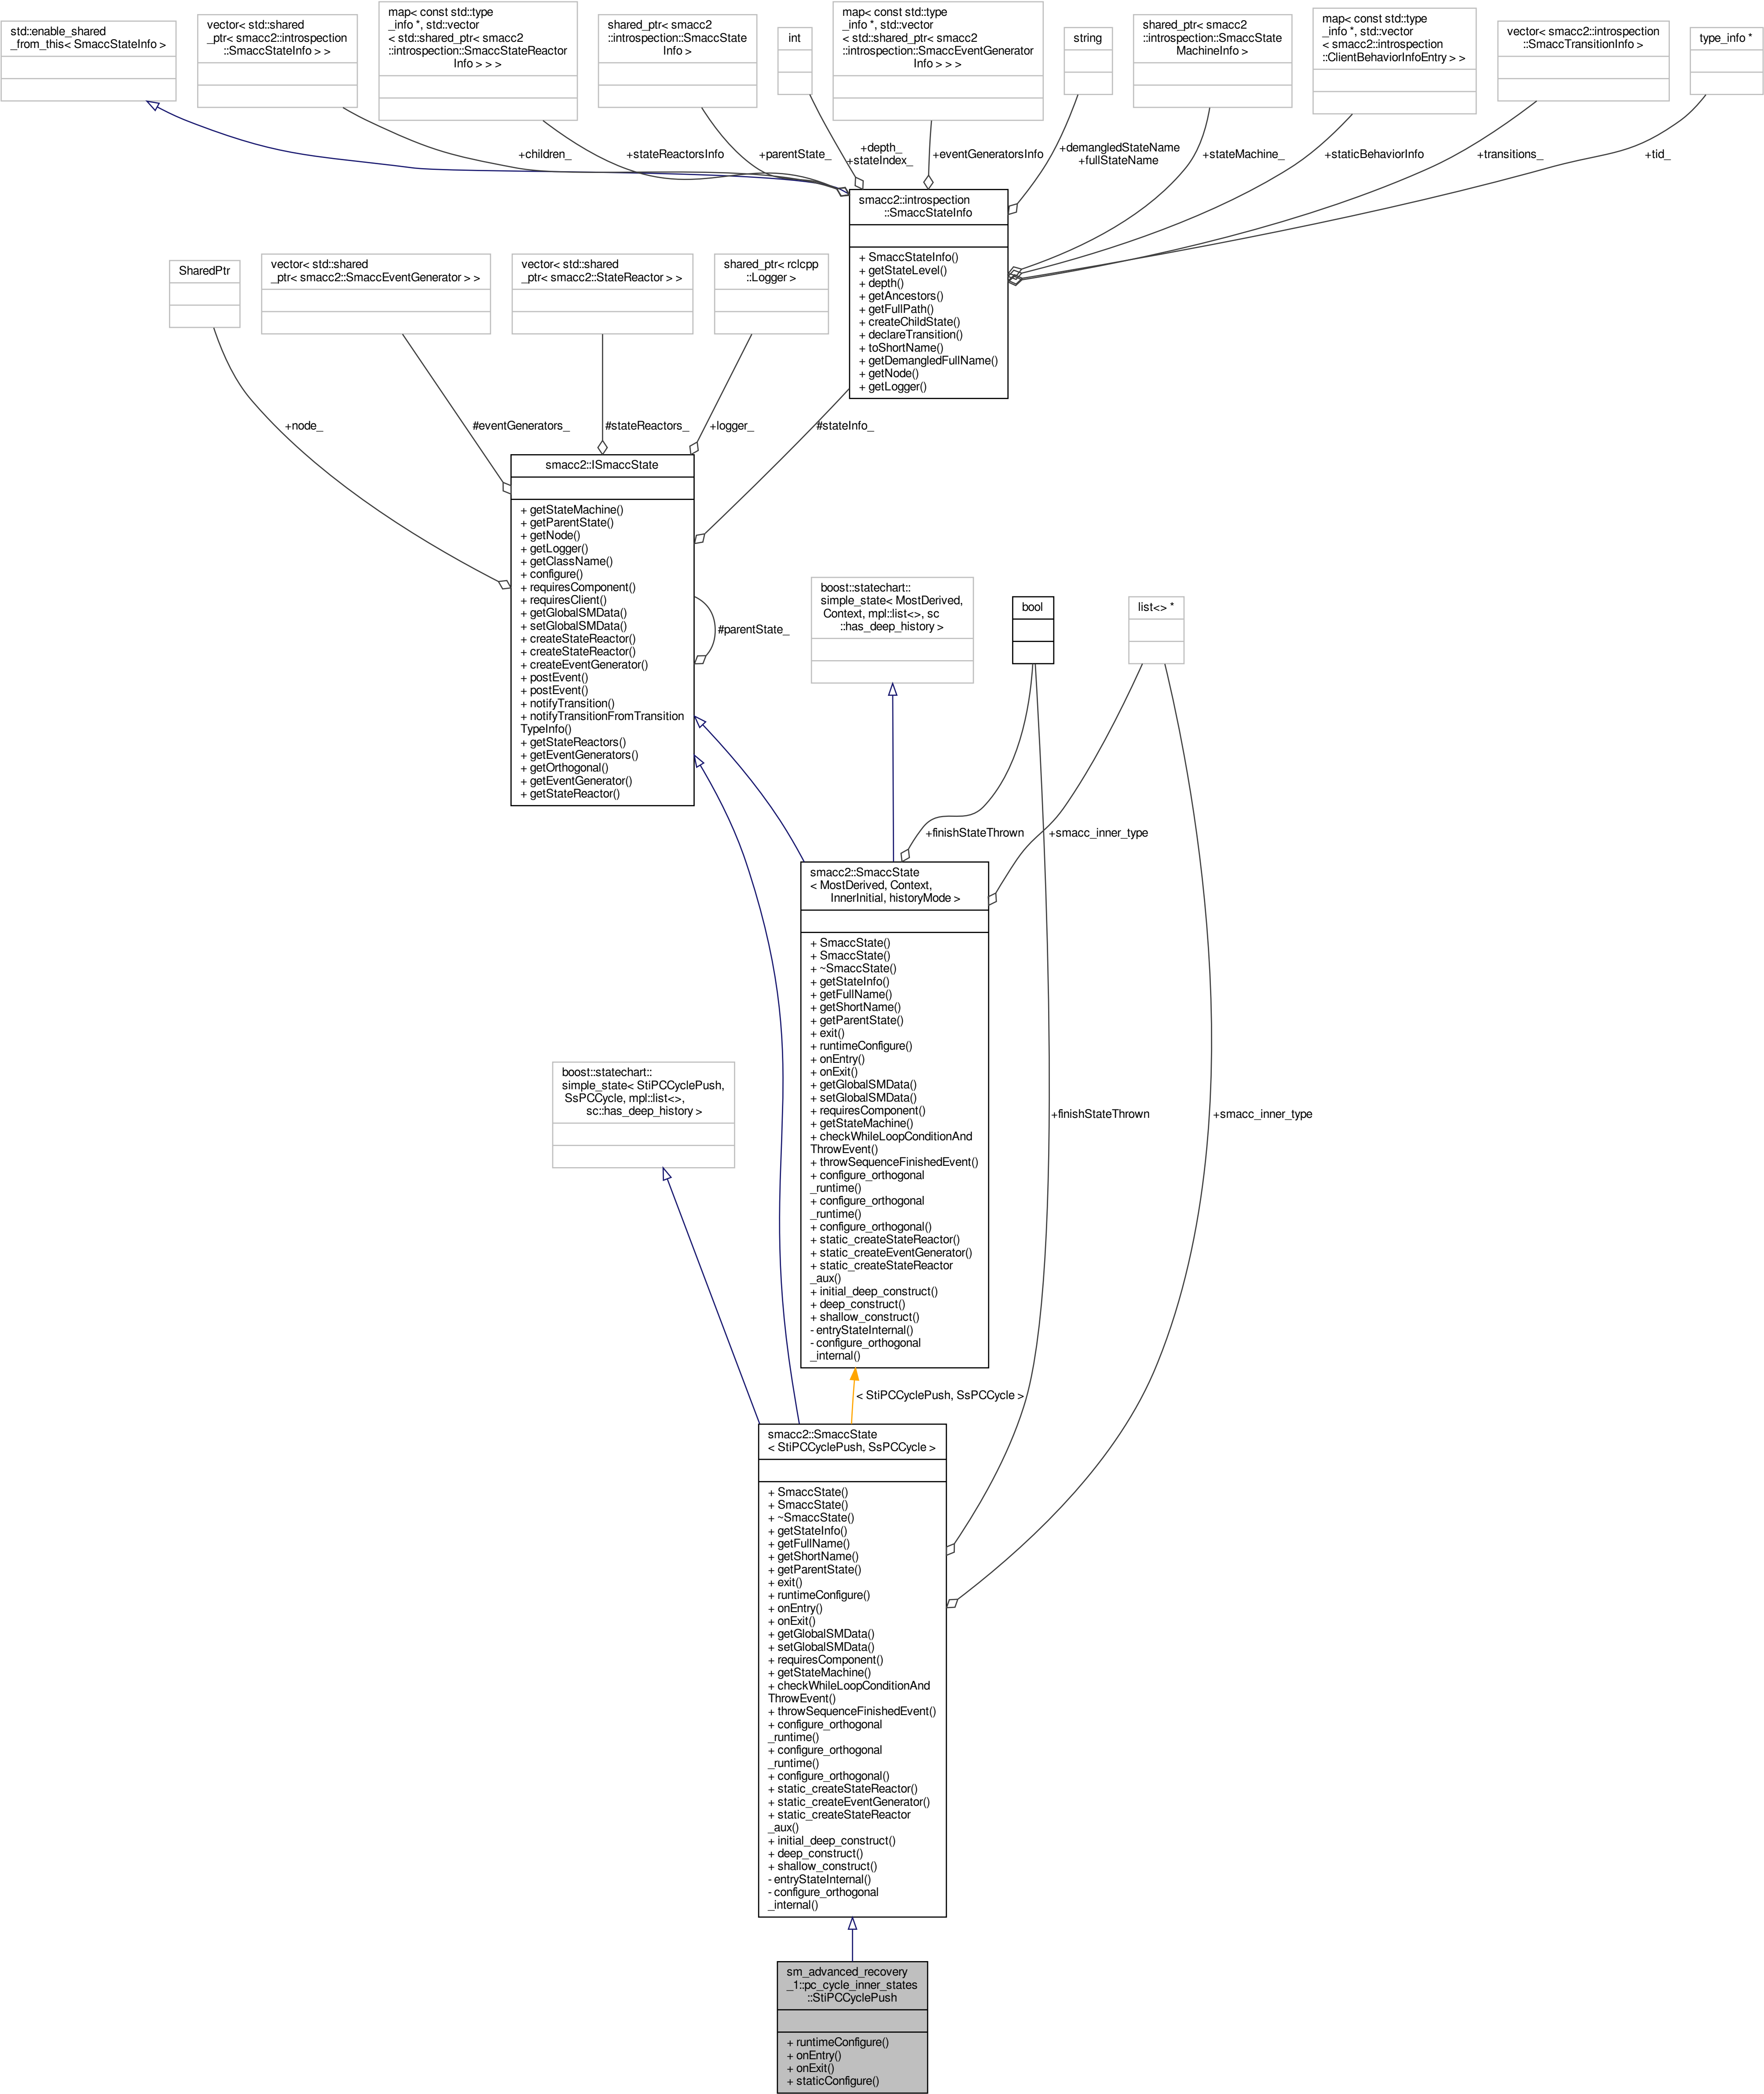 std::enable_shared
_from_this< SmaccStateInfo >
vector< std::shared
_ptr< smacc2::introspection
::SmaccStateInfo > >
map< const std::type
_info *, std::vector
< std::shared_ptr< smacc2
::introspection::SmaccStateReactor
Info > > >
shared_ptr< smacc2
::introspection::SmaccState
Info >
int
map< const std::type
_info *, std::vector
< std::shared_ptr< smacc2
::introspection::SmaccEventGenerator
Info > > >
string
shared_ptr< smacc2
::introspection::SmaccState
MachineInfo >
map< const std::type
_info *, std::vector
< smacc2::introspection
::ClientBehaviorInfoEntry > >
vector< smacc2::introspection
::SmaccTransitionInfo >
type_info *
+children_
+stateReactorsInfo
+parentState_
+depth_
+stateIndex_
+eventGeneratorsInfo
+demangledStateName
+fullStateName
+stateMachine_
+staticBehaviorInfo
+transitions_
+tid_
smacc2::introspection
::SmaccStateInfo
+ SmaccStateInfo()
+ getStateLevel()
+ depth()
+ getAncestors()
+ getFullPath()
+ createChildState()
+ declareTransition()
+ toShortName()
+ getDemangledFullName()
+ getNode()
+ getLogger()
SharedPtr
vector< std::shared
_ptr< smacc2::SmaccEventGenerator > >
vector< std::shared
_ptr< smacc2::StateReactor > >
shared_ptr< rclcpp
::Logger >
+node_
#eventGenerators_
#stateReactors_
+logger_
#stateInfo_
smacc2::ISmaccState
+ getStateMachine()
+ getParentState()
+ getNode()
+ getLogger()
+ getClassName()
+ configure()
+ requiresComponent()
+ requiresClient()
+ getGlobalSMData()
+ setGlobalSMData()
+ createStateReactor()
+ createStateReactor()
+ createEventGenerator()
+ postEvent()
+ postEvent()
+ notifyTransition()
+ notifyTransitionFromTransition
TypeInfo()
+ getStateReactors()
+ getEventGenerators()
+ getOrthogonal()
+ getEventGenerator()
+ getStateReactor()
#parentState_
boost::statechart::
simple_state< MostDerived,
Context, mpl::list<>, sc
::has_deep_history >
bool
list<> *
+finishStateThrown
+smacc_inner_type
smacc2::SmaccState
< MostDerived, Context,
InnerInitial, historyMode >
+ SmaccState()
+ SmaccState()
+ ~SmaccState()
+ getStateInfo()
+ getFullName()
+ getShortName()
+ getParentState()
+ exit()
+ runtimeConfigure()
+ onEntry()
+ onExit()
+ getGlobalSMData()
+ setGlobalSMData()
+ requiresComponent()
+ getStateMachine()
+ checkWhileLoopConditionAnd
ThrowEvent()
+ throwSequenceFinishedEvent()
+ configure_orthogonal
_runtime()
+ configure_orthogonal
_runtime()
+ configure_orthogonal()
+ static_createStateReactor()
+ static_createEventGenerator()
+ static_createStateReactor
_aux()
+ initial_deep_construct()
+ deep_construct()
+ shallow_construct()
- entryStateInternal()
- configure_orthogonal
_internal()
boost::statechart::
simple_state< StiPCCyclePush,
SsPCCycle, mpl::list<>,
sc::has_deep_history >
+finishStateThrown
+smacc_inner_type
< StiPCCyclePush, SsPCCycle >
smacc2::SmaccState
< StiPCCyclePush, SsPCCycle >
+ SmaccState()
+ SmaccState()
+ ~SmaccState()
+ getStateInfo()
+ getFullName()
+ getShortName()
+ getParentState()
+ exit()
+ runtimeConfigure()
+ onEntry()
+ onExit()
+ getGlobalSMData()
+ setGlobalSMData()
+ requiresComponent()
+ getStateMachine()
+ checkWhileLoopConditionAnd
ThrowEvent()
+ throwSequenceFinishedEvent()
+ configure_orthogonal
_runtime()
+ configure_orthogonal
_runtime()
+ configure_orthogonal()
+ static_createStateReactor()
+ static_createEventGenerator()
+ static_createStateReactor
_aux()
+ initial_deep_construct()
+ deep_construct()
+ shallow_construct()
- entryStateInternal()
- configure_orthogonal
_internal()
sm_advanced_recovery
_1::pc_cycle_inner_states
::StiPCCyclePush
+ runtimeConfigure()
+ onEntry()
+ onExit()
+ staticConfigure()